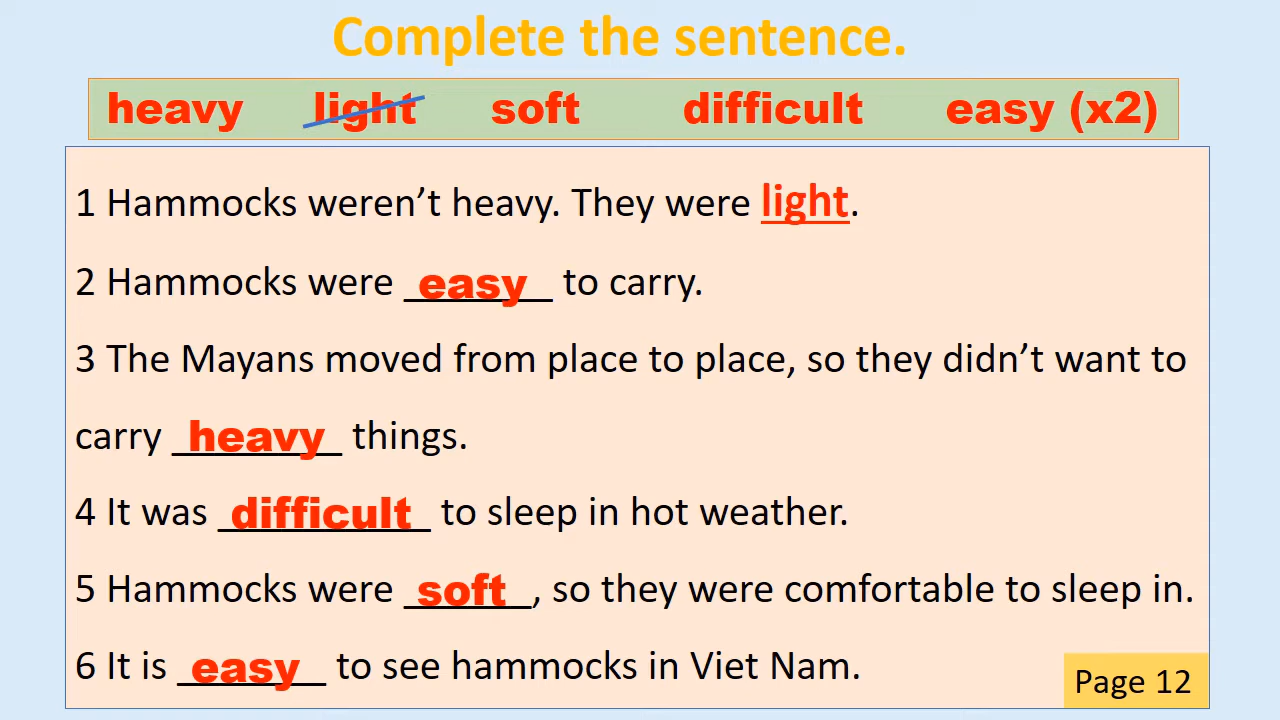 Complete the sentence.
heavy light soft difficult easy (x2)
1 Hammocks weren’t heavy. They were light.
2 Hammocks were easy to carry.
3 The Mayans moved from place to place, so they didn’t want to
carry heavy things.
4 It was difficult to sleep in hot weather.
5 Hammocks were soft, so they were comfortable to sleep in.
6 It is easy to see hammocks in Viet Nam.
Page 12